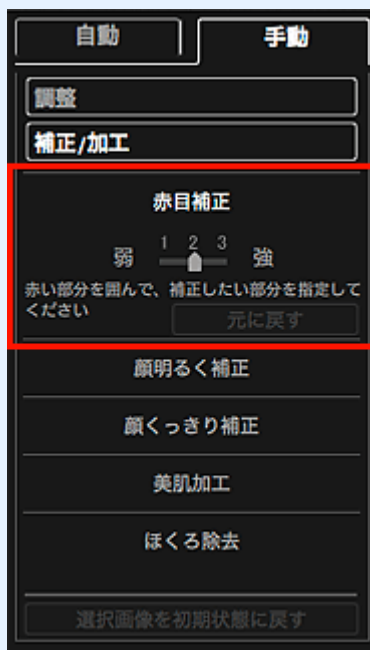 自動 手動
調整
補正/加工
赤目補正
1 2 3
弱 強
赤い部分を囲んで、補正したい部分を指定して
ください
元に戻す
顔明るく補正
顔くっきり補正
美肌加工
ほくろ除去
選択画像を初期状態に戻す